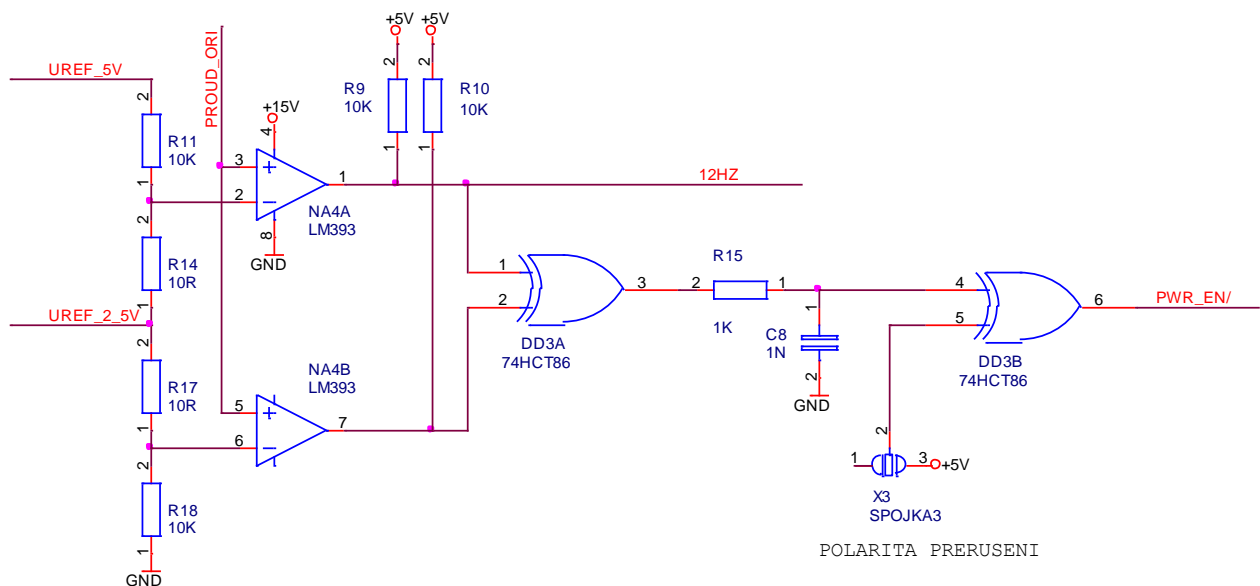 UREF_5V
PROUD_ORI
+5V
+5V
2
2
R9
10K
R10
10K
1
1
2
R11
10K
1
+15V
4
3
2
1
12HZ
NA4A
LM393
8
GND
2
R14
10R
1
UREF_2_5V
1
2
3
DD3A
74HCT86
R15
2
1
1K
1
C8
1N
2
GND
4
5
6
PWR_EN/
DD3B
74HCT86
2
R17
10R
1
NA4B
LM393
5
6
7
2
R18
10K
1
GND
2
1
3
+5V
X3
SPOJKA3
POLARITA PRERUSENI